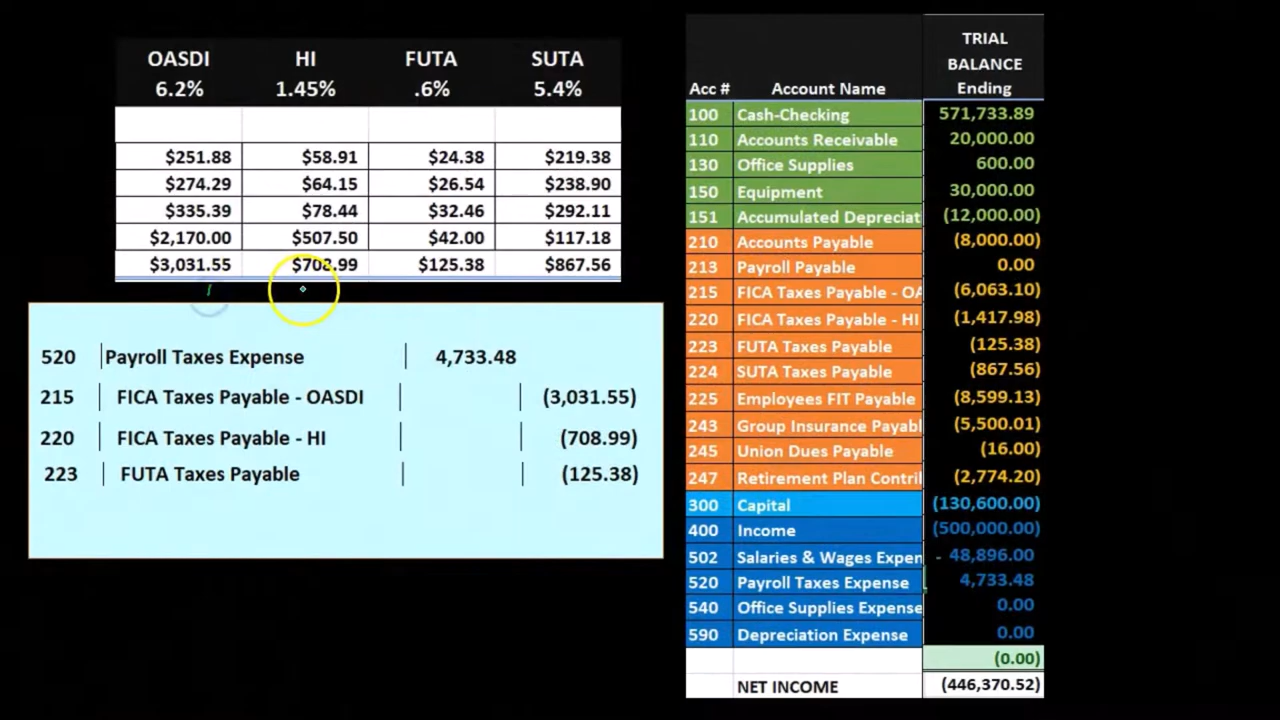 OASDI HI FUTA SUTA
6.2% 1.45% .6% 5.4%
$251.88 $58.91 $24.38 $219.38
$274.29 $64.15 $26.54 $238.90
$335.39 $78.44 $32.46 $292.11
$2,170.00 $507.50 $42.00 $117.18
$3,031.55 $708.99 $125.38 $867.56
520 Payroll Taxes Expense 4,733.48
215 FICA Taxes Payable - OASDI (3,031.55)
220 FICA Taxes Payable - HI (708.99)
223 FUTA Taxes Payable (125.38)
TRIAL
BALANCE
Acc # Account Name Ending
100 Cash-Checking 571,733.89
110 Accounts Receivable 20,000.00
130 Office Supplies 600.00
150 Equipment 30,000.00
151 Accumulated Depreciat (12,000.00)
210 Accounts Payable (8,000.00)
213 Payroll Payable 0.00
215 FICA Taxes Payable - OA (6,063.10)
220 FICA Taxes Payable - HI (1,417.98)
223 FUTA Taxes Payable (125.38)
224 SUTA Taxes Payable (867.56)
225 Employees FIT Payable (8,599.13)
243 Group Insurance Payabl (5,500.01)
245 Union Dues Payable (16.00)
247 Retirement Plan Contril (2,774.20)
300 Capital (130,600.00)
400 Income (500,000.00)
502 Salaries & Wages Expen 48,896.00
520 Payroll Taxes Expense 4,733.48
540 Office Supplies Expense 0.00
590 Depreciation Expense 0.00
(0.00)
NET INCOME (446,370.52)